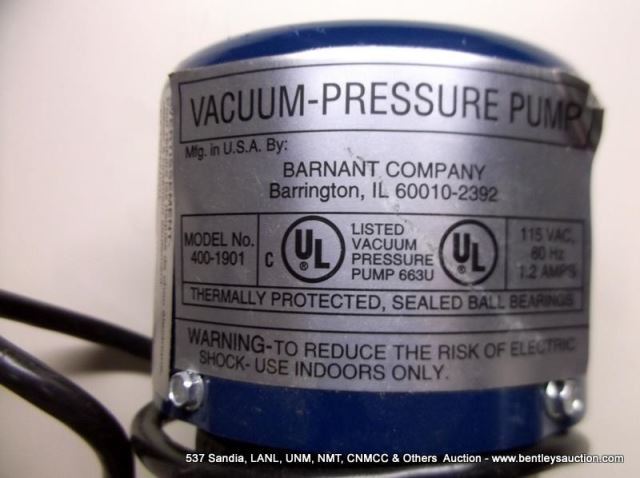 VACUUM-PRESSURE PUMP
Mfg. in U.S.A. By:
BARNANT COMPANY
Barrington, IL 60010-2392
MODEL No.
400-1901
C UL ®
LISTED
VACUUM
PRESSURE
PUMP 663U
UL ®
115 VAC,
60 Hz
1.2 AMPS
THERMALLY PROTECTED, SEALED BALL BEARINGS
WARNING-TO REDUCE THE RISK OF ELECTRIC
SHOCK- USE INDOORS ONLY.
537 Sandia, LANL, UNM, NMT, CNMCC & Others Auction - www.bentleysauction.com